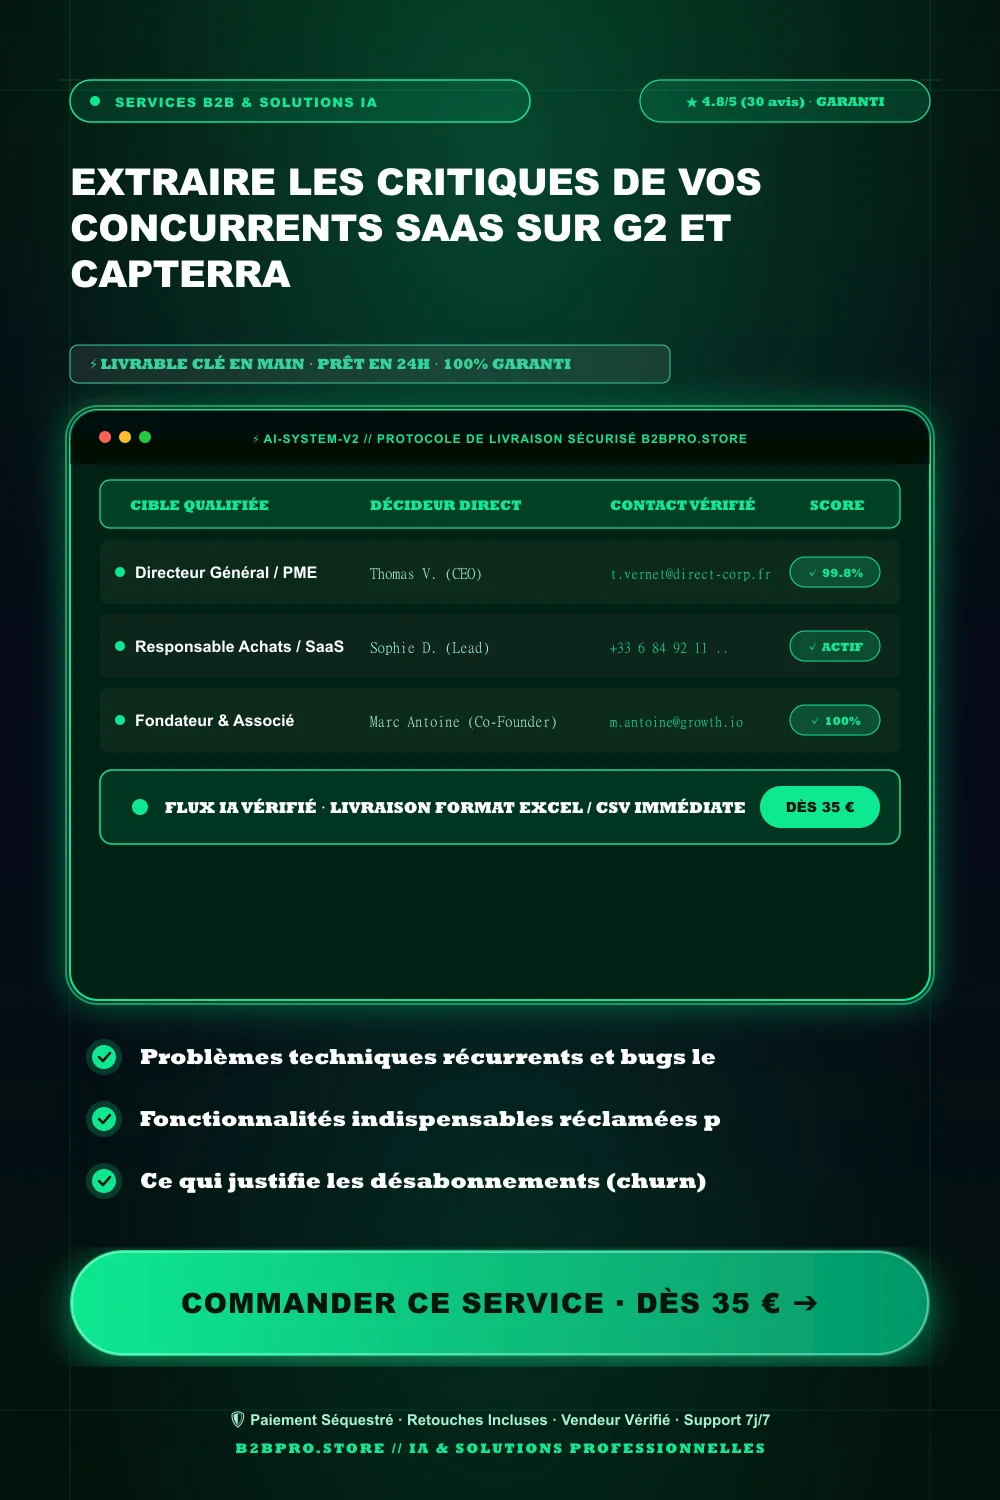 SERVICES B2B & SOLUTIONS IA
★ 4.8/5 (30 avis) · GARANTI
EXTRAIRE LES CRITIQUES DE VOS
CONCURRENTS SAAS SUR G2 ET
CAPTERRA
⚡ LIVRABLE CLÉ EN MAIN · PRÊT EN 24H · 100% GARANTI
⚡ AI-SYSTEM-V2 // PROTOCOLE DE LIVRAISON SÉCURISÉ B2BPRO.STORE
CIBLE QUALIFIÉE DÉCIDEUR DIRECT CONTACT VÉRIFIÉ SCORE
Directeur Général / PME Thomas V. (CEO) t.vernet@direct-corp.fr ✓ 99.8%
Responsable Achats / SaaS Sophie D. (Lead) +33 6 84 92 11 .. ✓ ACTIF
Fondateur & Associé Marc Antoine (Co-Founder) m.antoine@growth.io ✓ 100%
FLUX IA VÉRIFIÉ · LIVRAISON FORMAT EXCEL / CSV IMMÉDIATE DÈS 35 €
Problèmes techniques récurrents et bugs le
Fonctionnalités indispensables réclamées p
Ce qui justifie les désabonnements (churn)
COMMANDER CE SERVICE · DÈS 35 € ➔
🛡 Paiement Séquestré · Retouches Incluses · Vendeur Vérifié · Support 7j/7
B2BPRO.STORE // IA & SOLUTIONS PROFESSIONNELLES